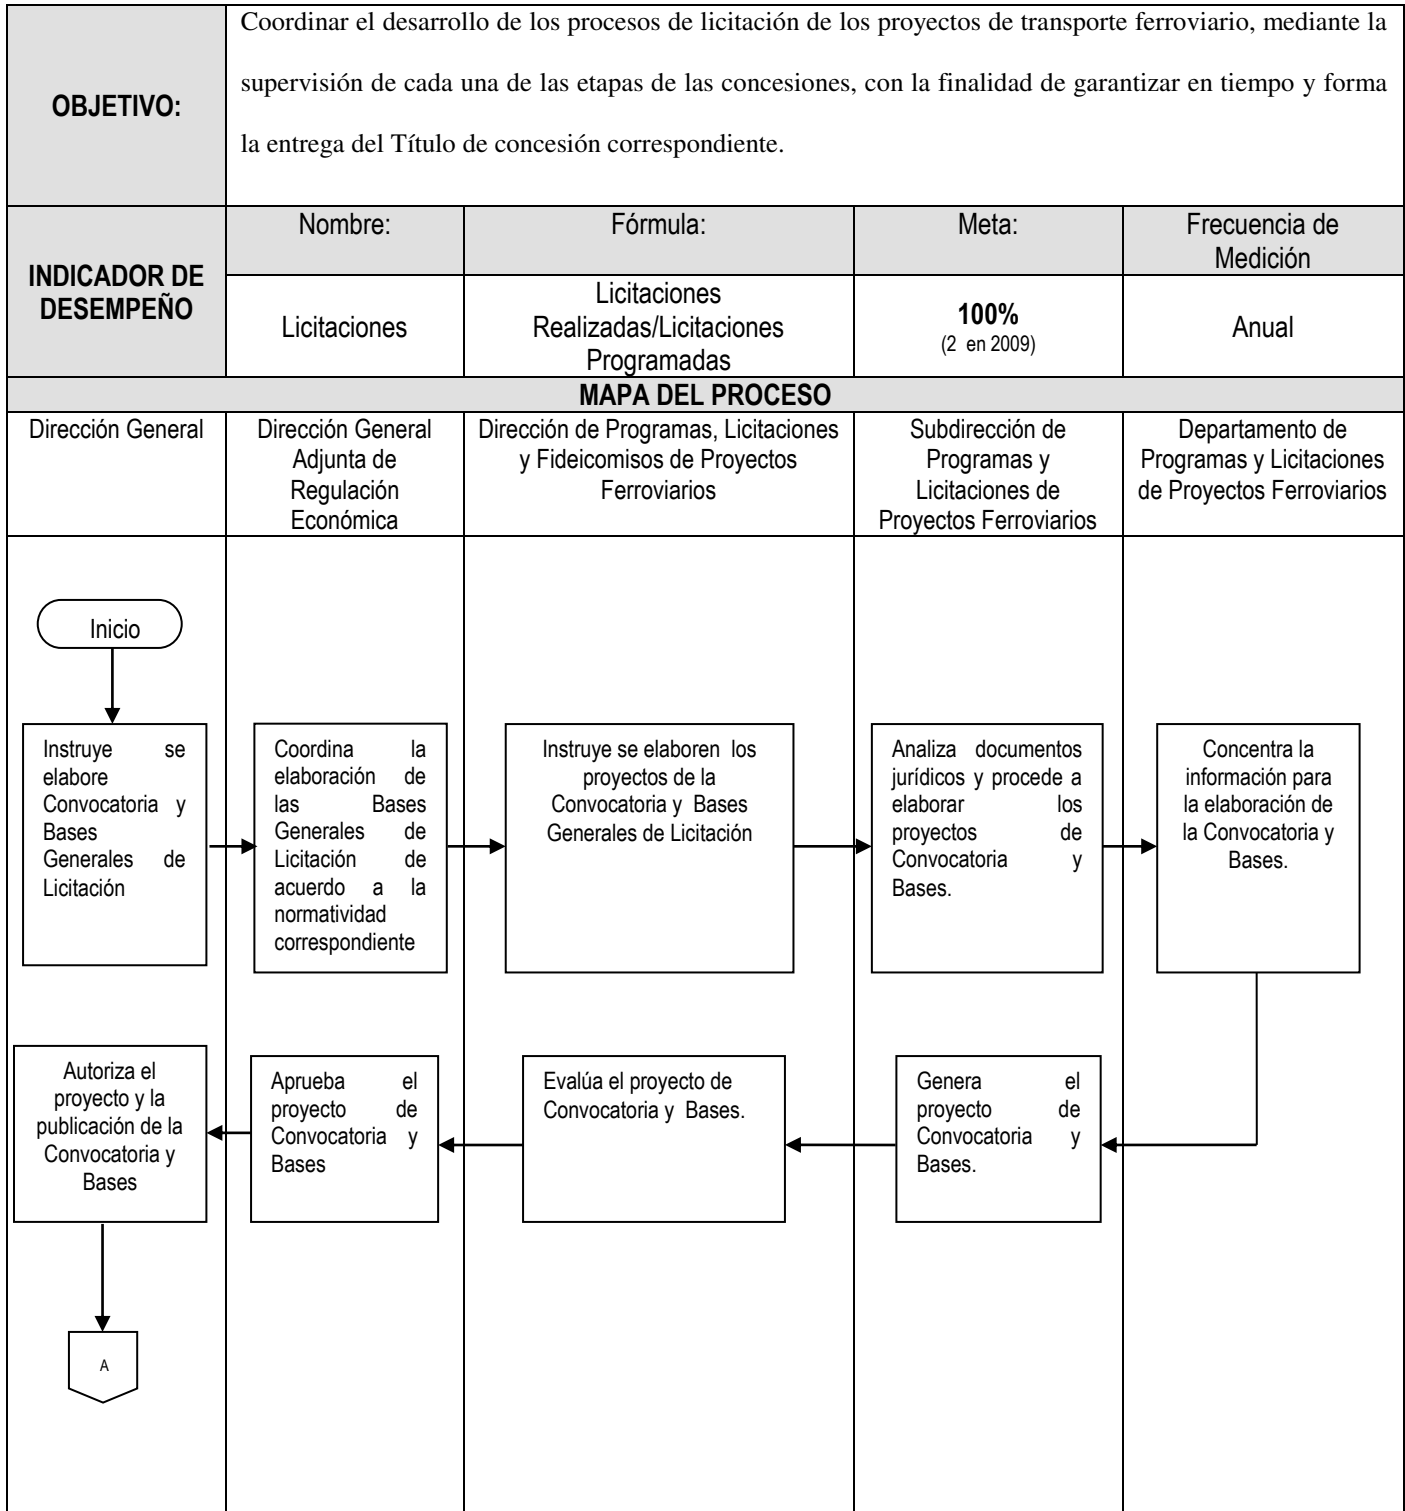 Coordinar el desarrollo de los procesos de licitación de los proyectos de transporte ferroviario, mediante la
supervisión de cada una de las etapas de las concesiones, con la finalidad de garantizar en tiempo y forma
la entrega del Título de concesión correspondiente.
OBJETIVO:
INDICADOR DE
DESEMPEÑO
Nombre:
Fórmula:
Meta:
Frecuencia de
Medición
Licitaciones
Licitaciones
Realizadas/Licitaciones
Programadas
100%
(2 en 2009)
Anual
MAPA DEL PROCESO
Dirección General
Dirección General
Adjunta de
Regulación
Económica
Dirección de Programas, Licitaciones
y Fideicomisos de Proyectos
Ferroviarios
Subdirección de
Programas y
Licitaciones de
Proyectos Ferroviarios
Departamento de
Programas y Licitaciones
de Proyectos Ferroviarios
Inicio
Instruye se
elabore
Convocatoria y
Bases
Generales de
Licitación
Coordina la
elaboración de
las Bases
Generales de
Licitación de
acuerdo a la
normatividad
correspondiente
Instruye se elaboren los
proyectos de la
Convocatoria y Bases
Generales de Licitación
Analiza documentos
jurídicos y procede a
elaborar los
proyectos de
Convocatoria y
Bases.
Concentra la
información para
la elaboración de
la Convocatoria y
Bases.
Autoriza el
proyecto y la
publicación de la
Convocatoria y
Bases
Aprueba el
proyecto de
Convocatoria y
Bases
Evalúa el proyecto de
Convocatoria y Bases.
Genera el
proyecto de
Convocatoria y
Bases.
A